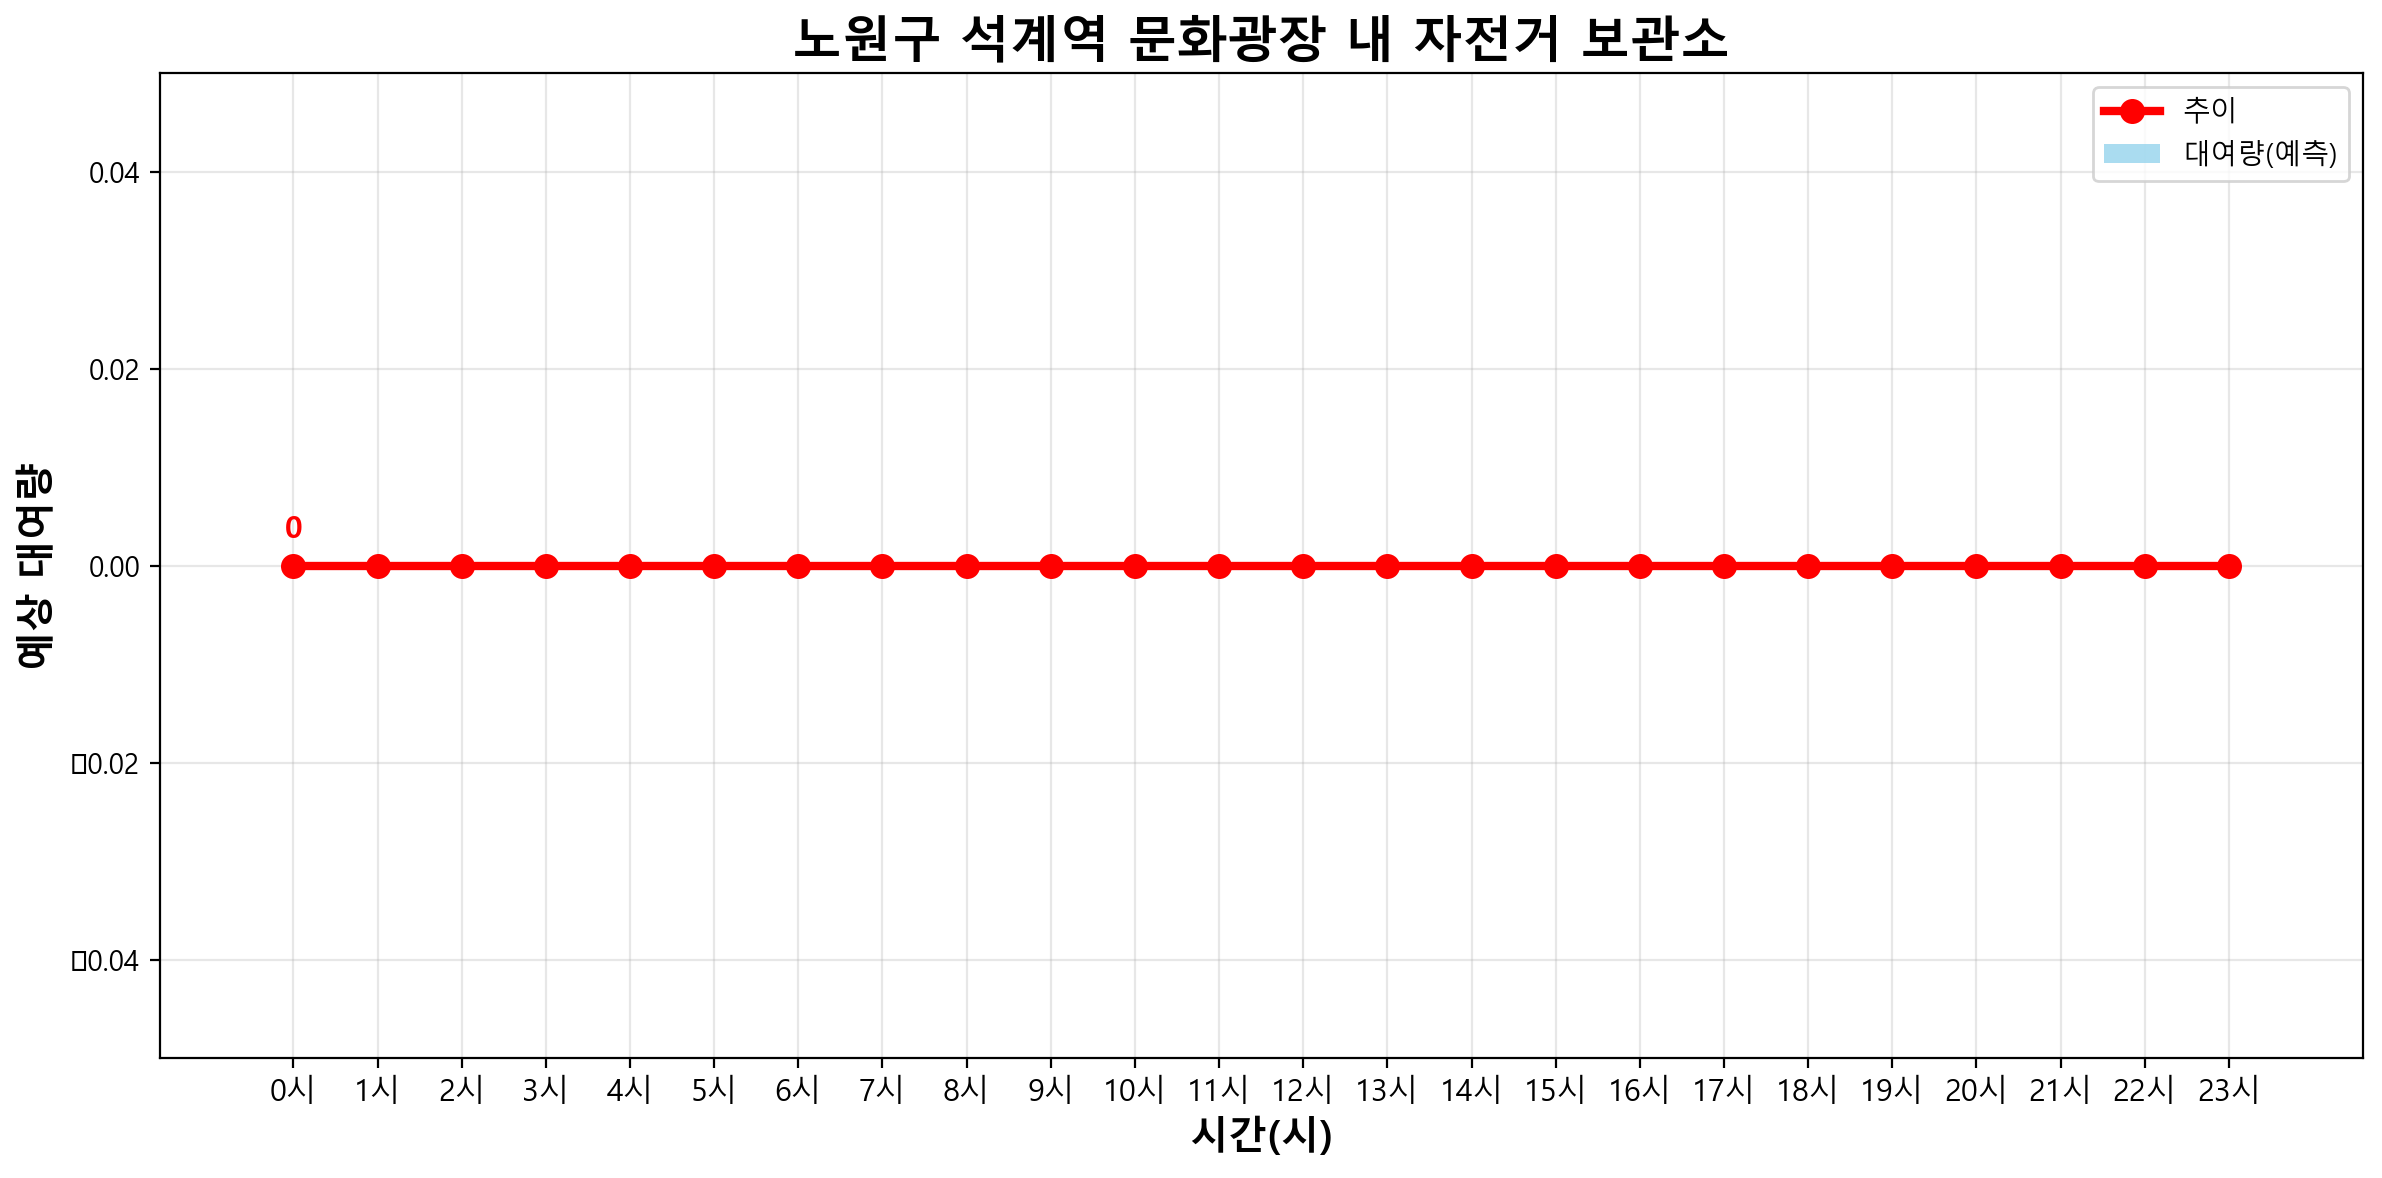 노원구 석계역 문화광장 내 자전거 보관소
추이
대여량(예측)
예상 대여량
0.04
0.02
0.00
□0.02
□0.04
0
0시 1시 2시 3시 4시 5시 6시 7시 8시 9시 10시 11시 12시 13시 14시 15시 16시 17시 18시 19시 20시 21시 22시 23시
시간(시)